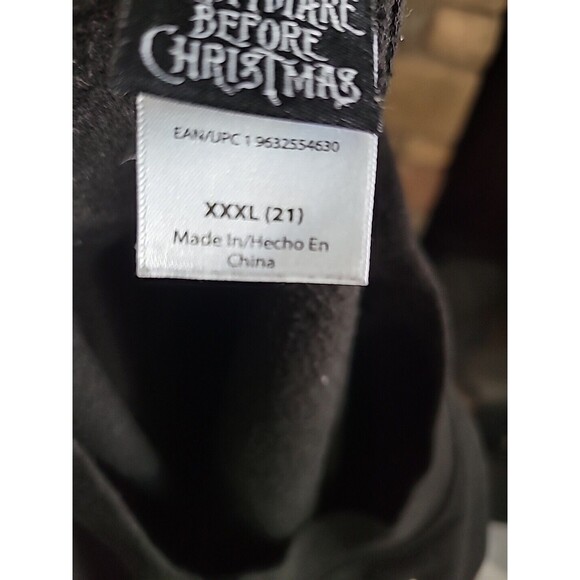 BEFORE
CHRISTMAS
EAN/UPC 1 9632554630
XXXL (21)
Made In/Hecho En
China